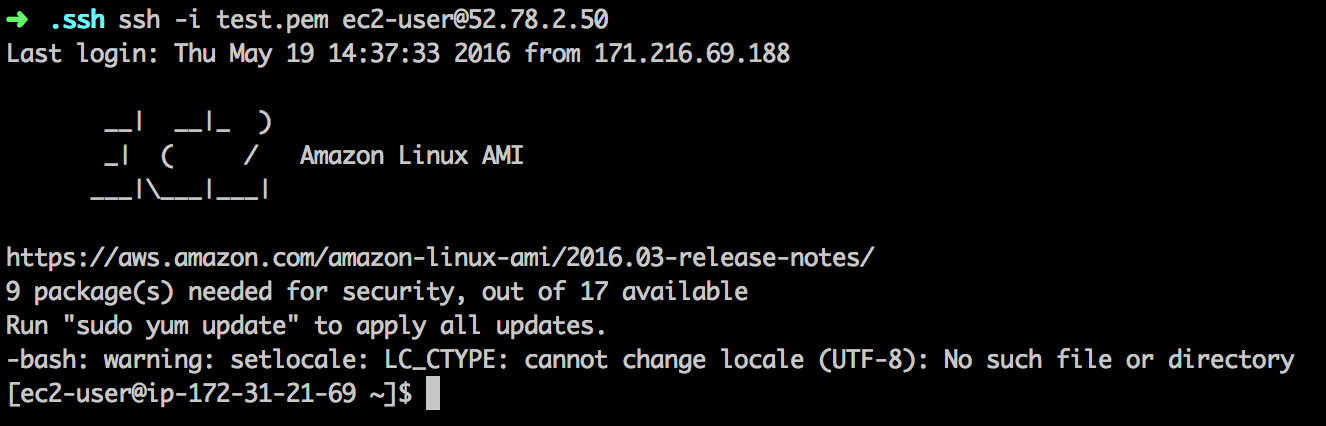 ➜  .ssh ssh -i test.pem ec2-user@52.78.2.50
Last login: Thu May 19 14:37:33 2016 from 171.216.69.188

       __|  __|_  )
       _|  (     /   Amazon Linux AMI
      ___|\___|___|

https://aws.amazon.com/amazon-linux-ami/2016.03-release-notes/
9 package(s) needed for security, out of 17 available
Run "sudo yum update" to apply all updates.
-bash: warning: setlocale: LC_CTYPE: cannot change locale (UTF-8): No such file or directory
[ec2-user@ip-172-31-21-69 ~]$